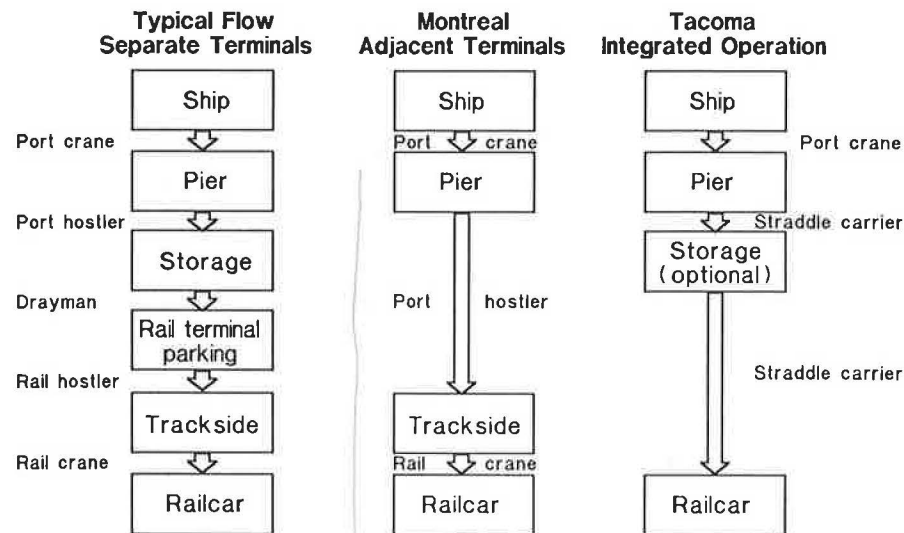 Typical Flow
Separate Terminals
Ship
Port crane
Pier
Port hostler
Storage
Drayman
Rail terminal
parking
Rail hostler
Trackside
Rail crane
Railcar
Montreal
Adjacent Terminals
Ship
Port crane
Pier
Port hostler
Trackside
Rail crane
Railcar
Tacoma
Integrated Operation
Ship
Port crane
Pier
Straddle carrier
Storage
(optional)
Straddle carrier
Railcar